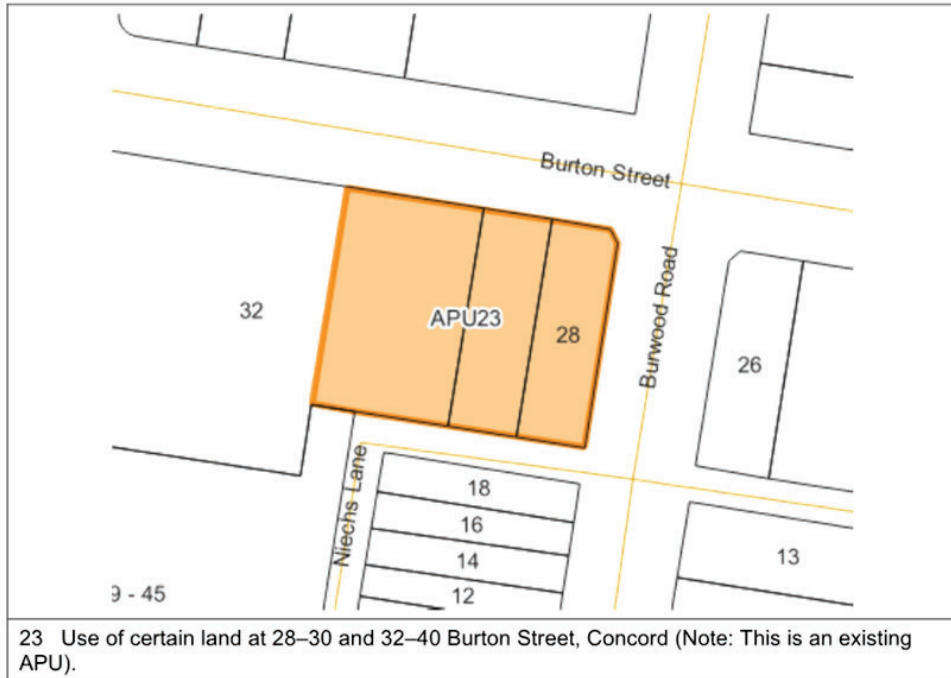 Burton Street
32
APU23
28
Burwood Road
26
Niechs Lane
18
16
14
12
13
9 - 45
23 Use of certain land at 28–30 and 32–40 Burton Street, Concord (Note: This is an existing
APU).